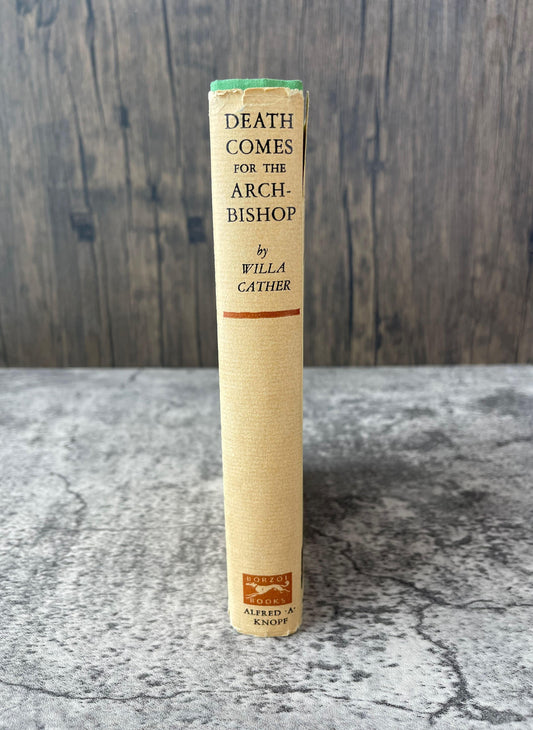 DEATH
COMES
FOR THE
ARCH-
BISHOP
by
WILLA
CATHER
BORZOI
BOOKS
ALFRED · A ·
KNOPF